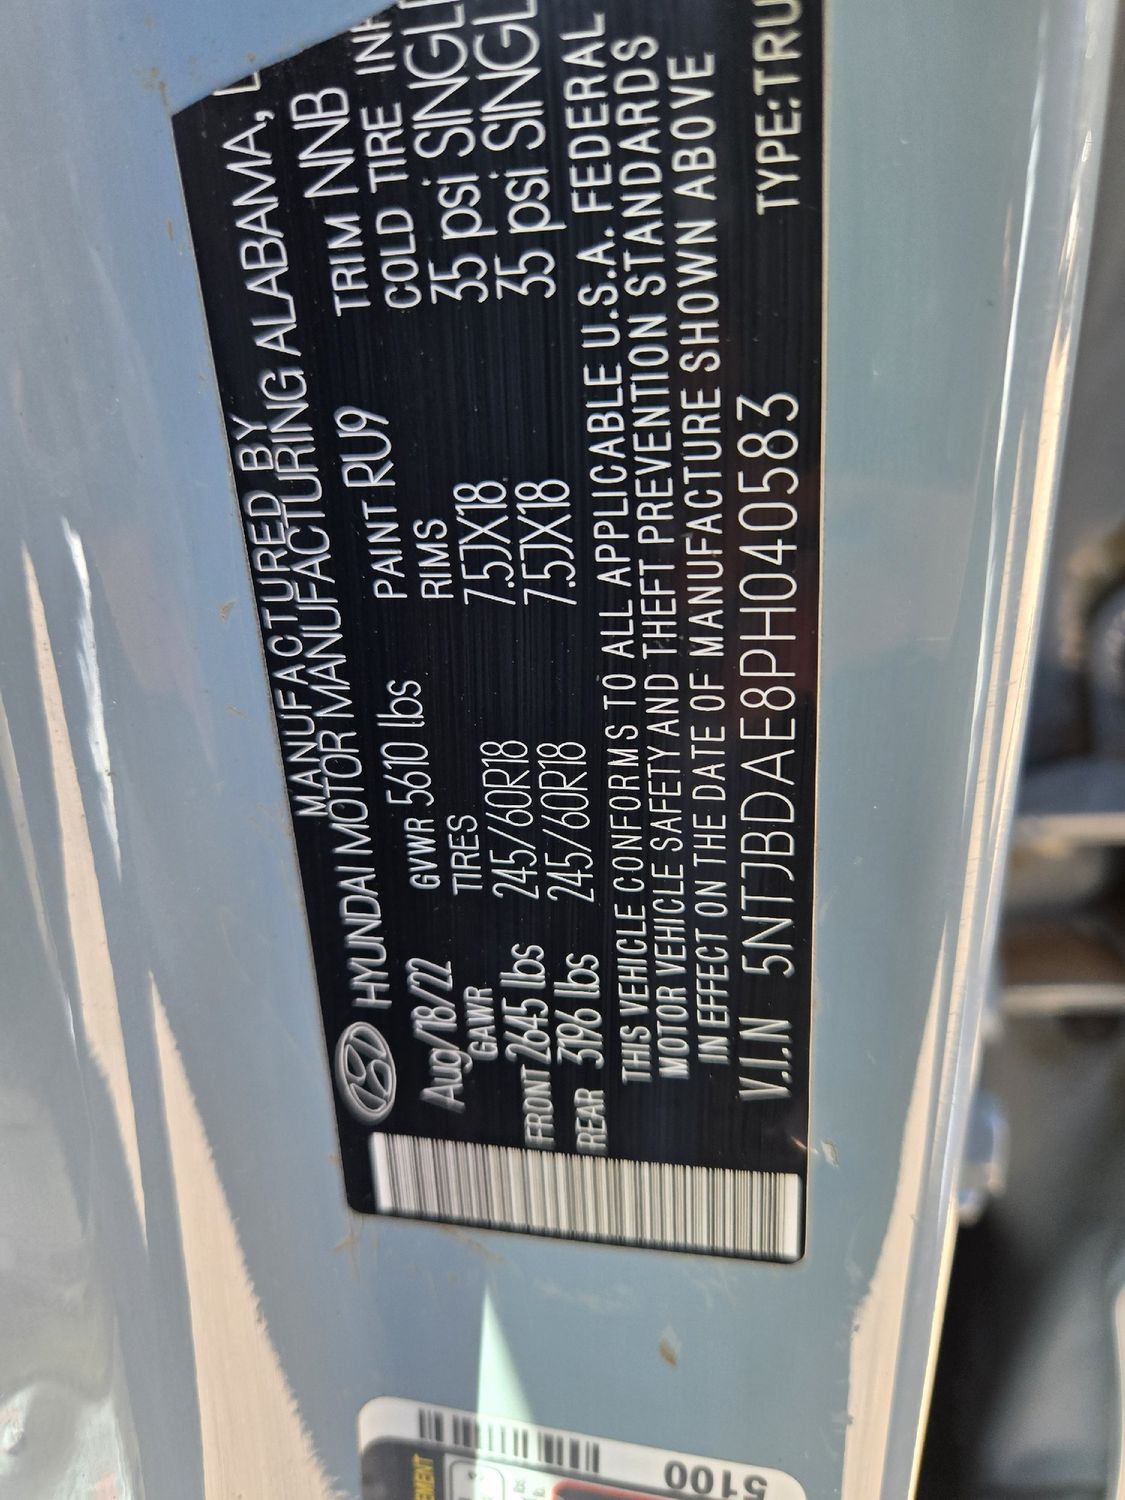 MANUFACTURED BY
HYUNDAI MOTOR MANUFACTURING ALABAMA,
Aug/18/22 GVWR 5610 lbs PAINT RU9 TRIM NNB
GAWR TIRES RIMS COLD TIRE
FRONT 2645 lbs 245/60R18 7.5JX18 35 psi SINGL
REAR 3196 lbs 245/60R18 7.5JX18 35 psi SINGL
THIS VEHICLE CONFORMS TO ALL APPLICABLE U.S.A. FEDERAL
MOTOR VEHICLE SAFETY AND THEFT PREVENTION STANDARDS
IN EFFECT ON THE DATE OF MANUFACTURE SHOWN ABOVE
V.I.N 5NTJBDAE8PH040583 TYPE:TRU
5100